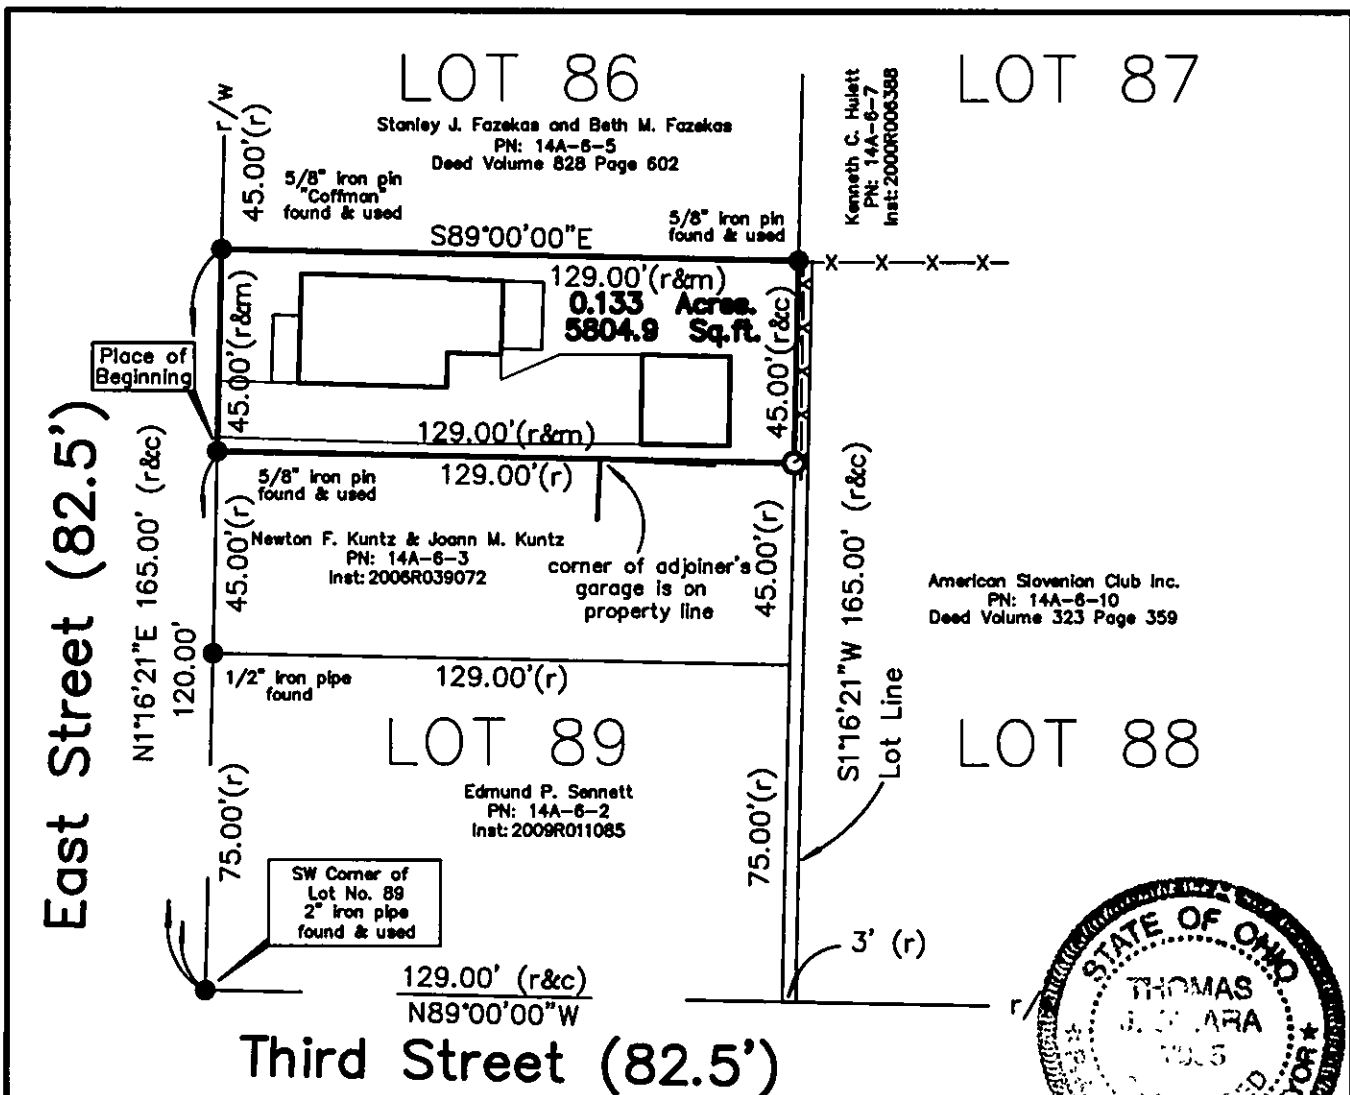 LOT 86
LOT 87
Stanley J. Fazekas and Beth M. Fazekas
PN: 14A-6-5
Deed Volume 828 Page 602
Kenneth C. Hulett
PN: 14A-6-7
Inst: 2000R006388
r/w
45.00'(r)
5/8" iron pin
"Coffman"
found & used
5/8" iron pin
found & used
S89°00'00"E
129.00'(r&m)
0.133 Acres.
5804.9 Sq.ft.
45.00'(r&m)
45.00'(r&c)
Place of
Beginning
129.00'(r&m)
129.00'(r)
5/8" iron pin
found & used
East Street (82.5')
N1°16'21"E 165.00' (r&c)
120.00'
45.00'(r)
Newton F. Kuntz & Joann M. Kuntz
PN: 14A-6-3
Inst: 2006R039072
corner of adjoiner's
garage is on
property line
45.00'(r)
S1°16'21"W 165.00' (r&c)
Lot Line
American Slovenian Club Inc.
PN: 14A-6-10
Deed Volume 323 Page 359
1/2" iron pipe
found
129.00'(r)
LOT 89
LOT 88
Edmund P. Sennett
PN: 14A-6-2
Inst: 2009R011085
75.00'(r)
75.00'(r)
SW Corner of
Lot No. 89
2" iron pipe
found & used
3' (r)
129.00' (r&c)
N89°00'00"W
Third Street (82.5')
STATE OF OHIO
THOMAS